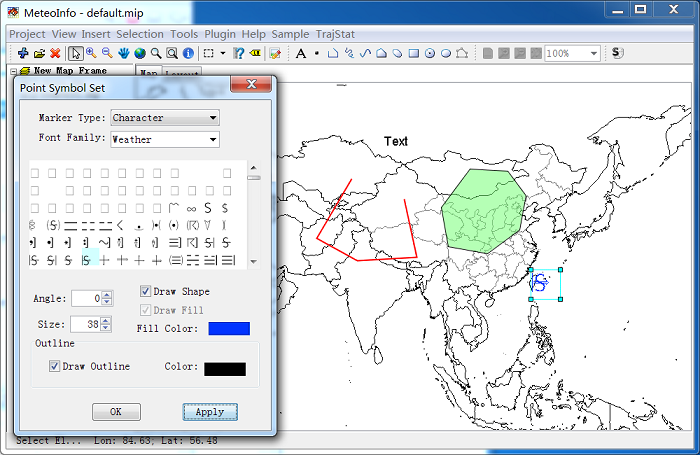 MeteoInfo - default.mip
Project View Insert Selection Tools Plugin Help Sample TrajStat
A 100% S
New Map Frame
Map Layout
Point Symbol Set
Marker Type: Character
Font Family: Weather
Text
Angle: 0
Draw Shape
Draw Fill
Size: 38
Fill Color:
Outline
Draw Outline Color:
OK Apply
Select El... Lon: 84.63, Lat: 56.48